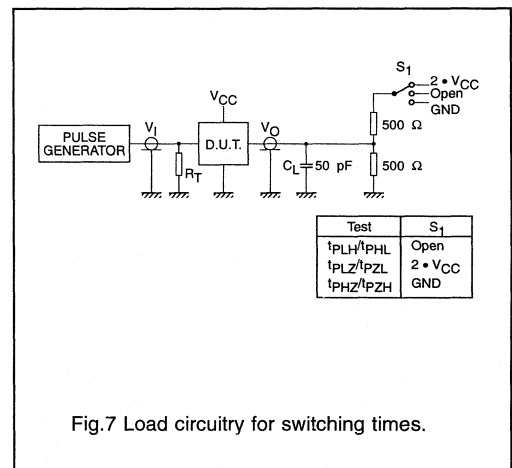 S1
2 • VCC
Open
GND
VCC
500 Ω
PULSE
GENERATOR
VI
D.U.T.
VO
RT
CL
50 pF
500 Ω
Test S1
tPLH/tPHL Open
tPLZ/tPZL 2 • VCC
tPHZ/tPZH GND
Fig.7 Load circuitry for switching times.